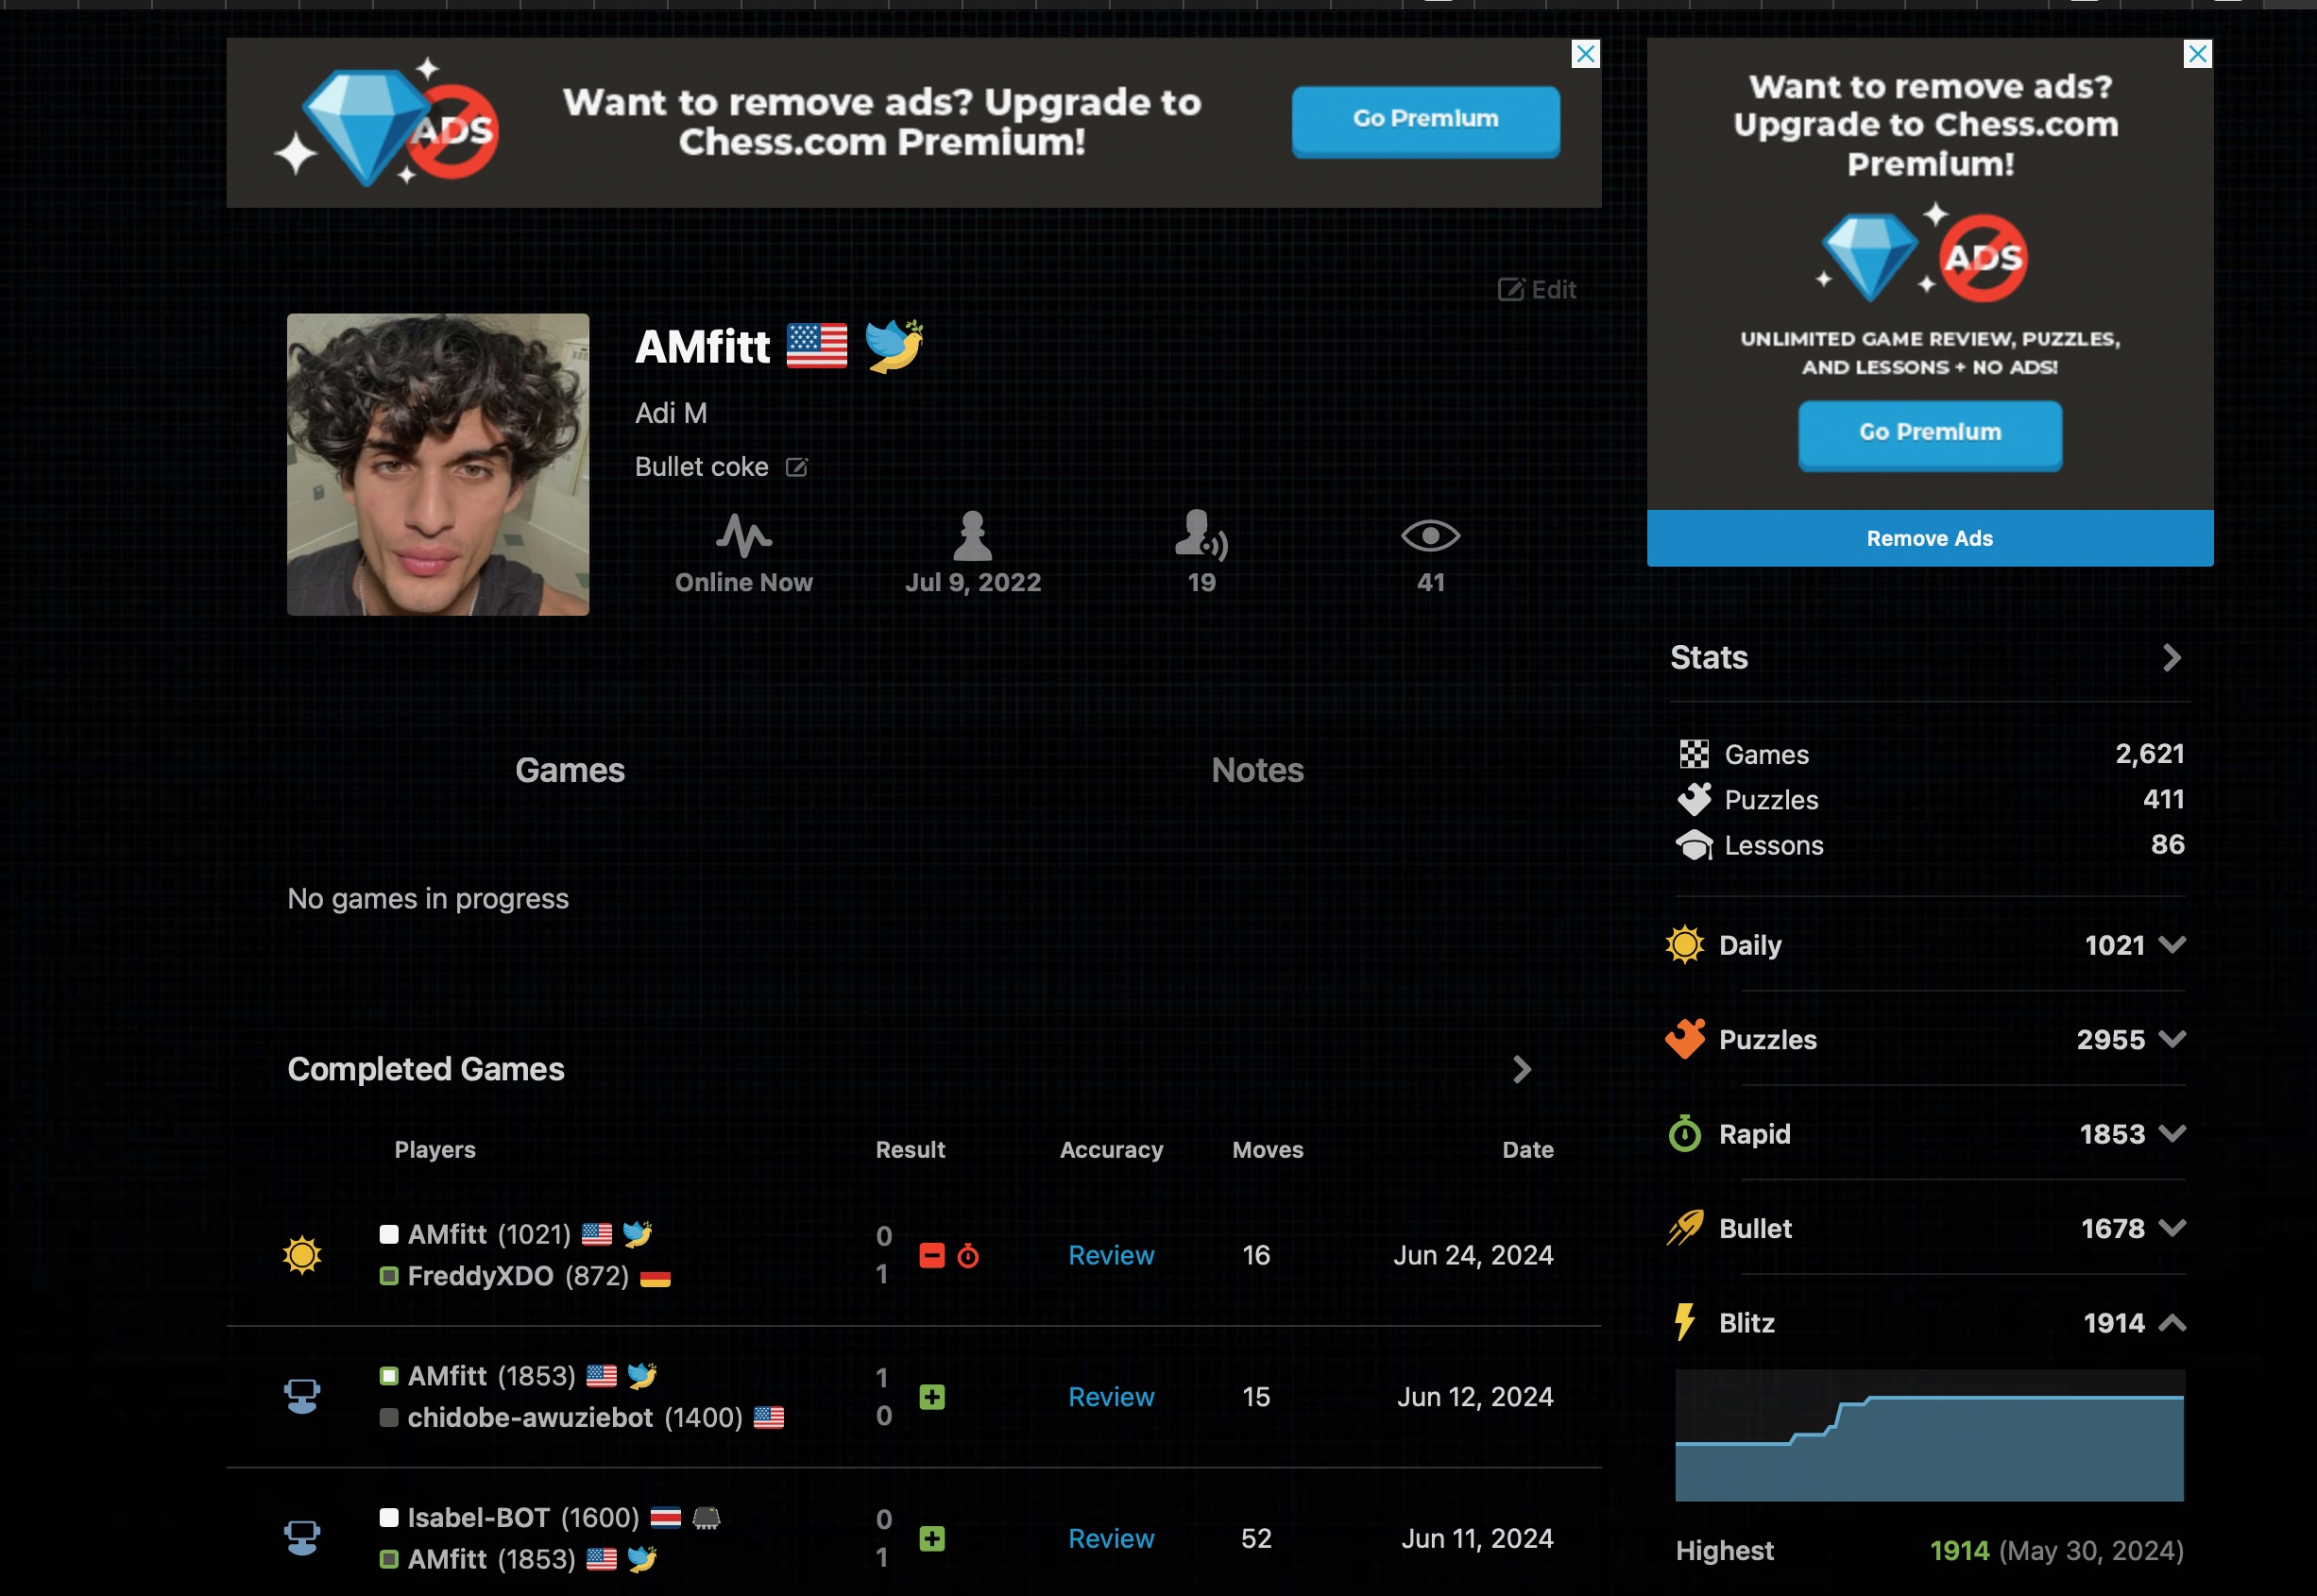 ADS
Want to remove ads? Upgrade to
Chess.com Premium!
Go Premium
Want to remove ads?
Upgrade to Chess.com
Premium!
ADS
UNLIMITED GAME REVIEW, PUZZLES,
AND LESSONS + NO ADS!
Go Premium
Remove Ads
Edit
AMfitt
Adi M
Bullet coke
Online Now Jul 9, 2022 19 41
Games Notes
No games in progress
Completed Games
Players Result Accuracy Moves Date
AMfitt (1021) 0
FreddyXDO (872) 1
Review 16 Jun 24, 2024
AMfitt (1853) 1
chidobe-awuziebot (1400) 0
Review 15 Jun 12, 2024
Isabel-BOT (1600) 0
AMfitt (1853) 1
Review 52 Jun 11, 2024
Stats
Games 2,621
Puzzles 411
Lessons 86
Daily 1021
Puzzles 2955
Rapid 1853
Bullet 1678
Blitz 1914
Highest 1914 (May 30, 2024)